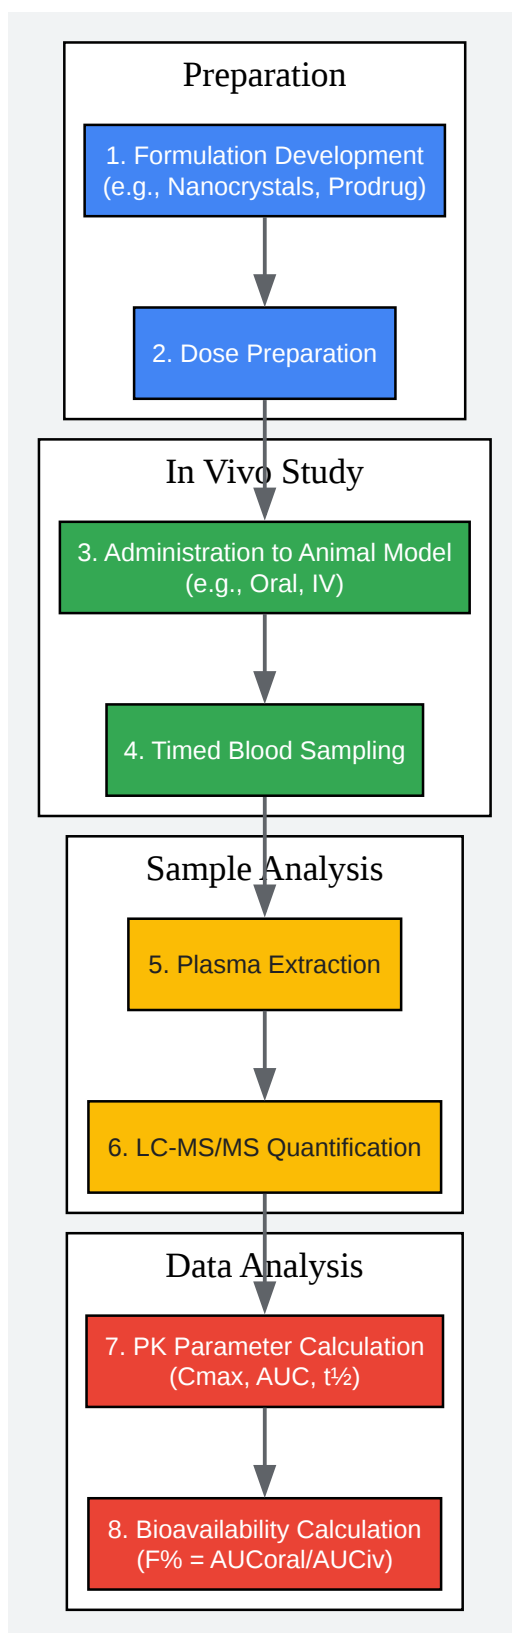 Preparation
1. Formulation Development
(e.g., Nanocrystals, Prodrug)
2. Dose Preparation
In Vivo Study
3. Administration to Animal Model
(e.g., Oral, IV)
4. Timed Blood Sampling
Sample Analysis
5. Plasma Extraction
6. LC-MS/MS Quantification
Data Analysis
7. PK Parameter Calculation
(Cmax, AUC, t½)
8. Bioavailability Calculation
(F% = AUCoral/AUCiv)